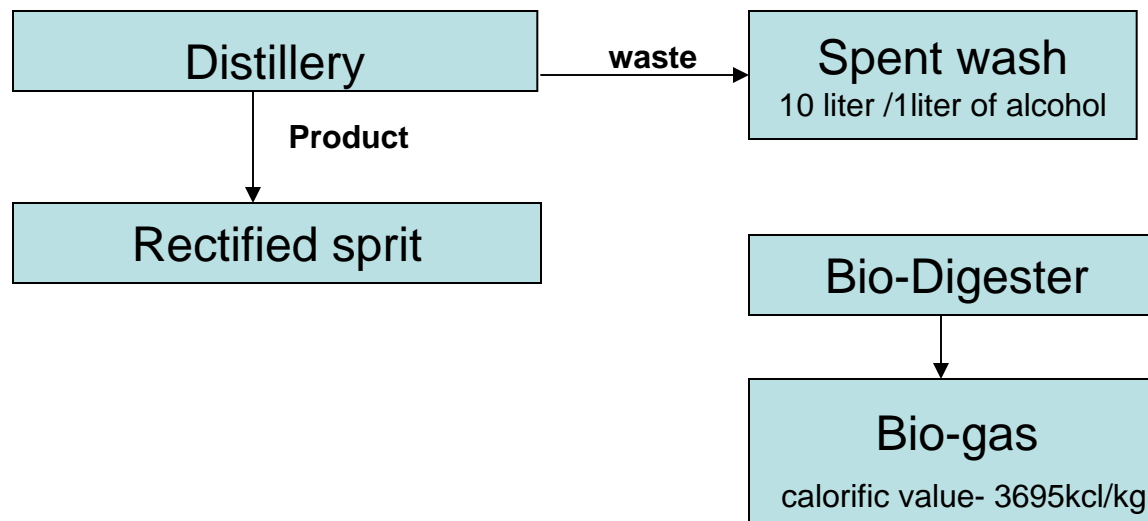 Distillery
waste
Spent wash
10 liter /1liter of alcohol
Product
Rectified sprit
Bio-Digester
Bio-gas
calorific value- 3695kcl/kg